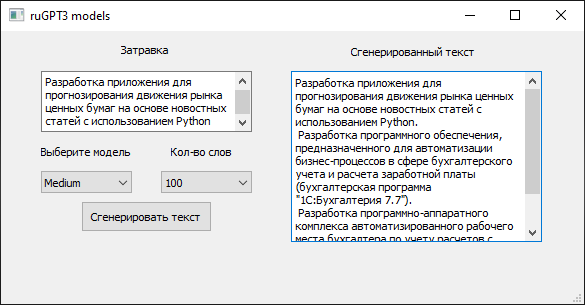 ruGPT3 models
Затравка
Разработка приложения для
прогнозирования движения рынка
ценных бумаг на основе новостных
статей с использованием Python
Выберите модель
Кол-во слов
Medium
100
Сгенерировать текст
Сгенерированный текст
Разработка приложения для
прогнозирования движения рынка ценных
бумаг на основе новостных статей с
использованием Python.
Разработка программного обеспечения,
предназначенного для автоматизации
бизнес-процессов в сфере бухгалтерского
учета и расчета заработной платы
(бухгалтерская программа
"1С:Бухгалтерия 7.7").
Разработка программно-аппаратного
комплекса автоматизированного рабочего
места бухгалтера по учету расчетов с